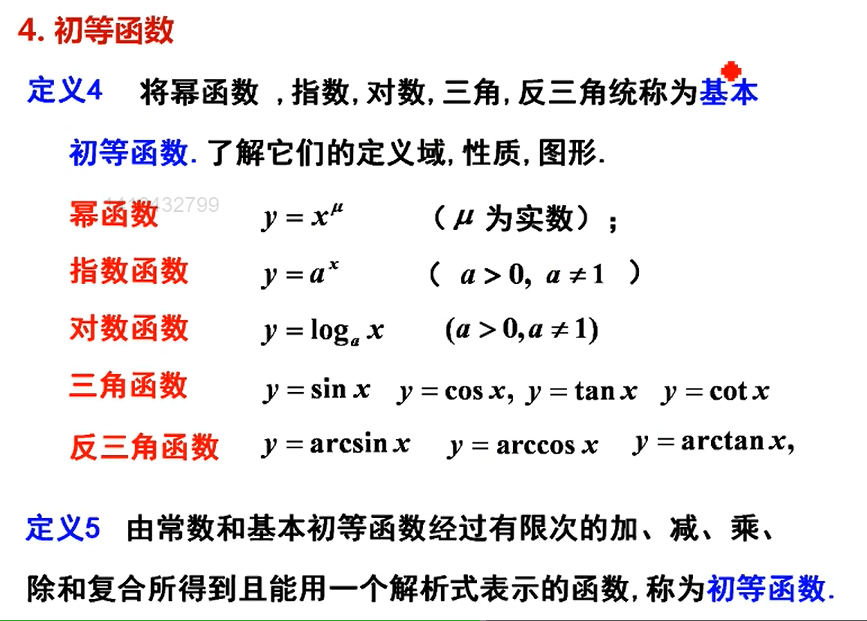 4. 初等函数
定义4 将幂函数 ,指数,对数,三角,反三角统称为基本
初等函数.了解它们的定义域,性质,图形.
幂函数 y = x^μ （μ 为实数）;
指数函数 y = a^x （ a > 0, a ≠ 1 ）
对数函数 y = log_a x (a > 0, a ≠ 1)
三角函数 y = sin x y = cos x, y = tan x y = cot x
反三角函数 y = arcsin x y = arccos x y = arctan x,
定义5 由常数和基本初等函数经过有限次的加、减、乘、
除和复合所得到且能用一个解析式表示的函数,称为初等函数.